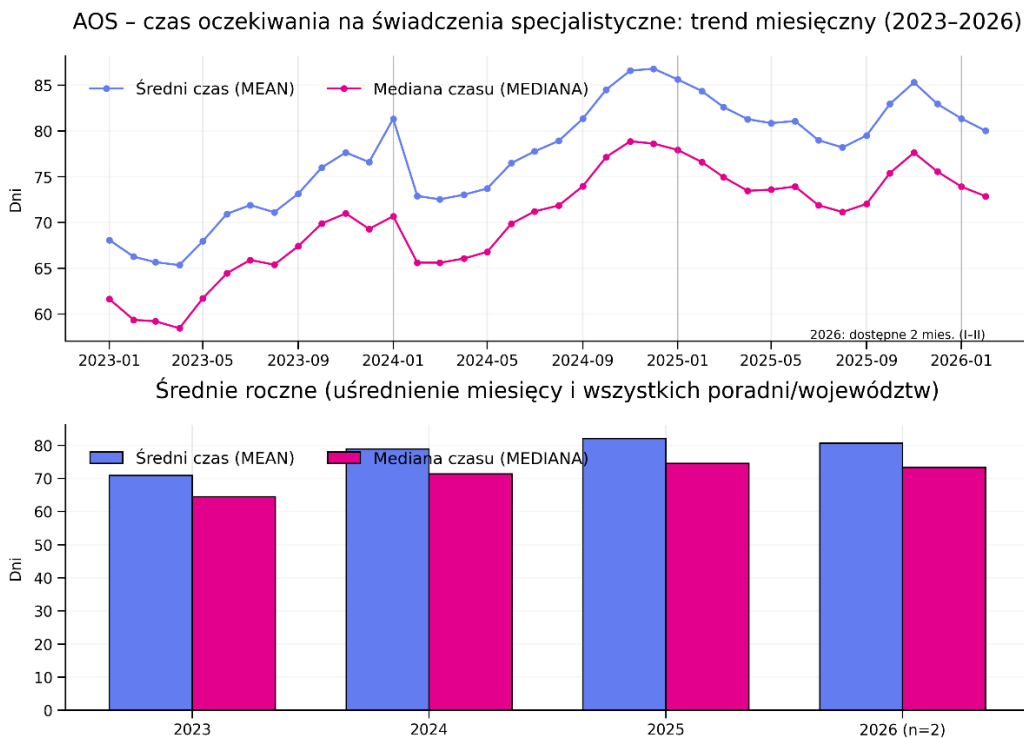 AOS – czas oczekiwania na świadczenia specjalistyczne: trend miesięczny (2023–2026)
Średni czas (MEAN) Mediana czasu (MEDIANA)
Dni
85
80
75
70
65
60
2026: dostępne 2 mies. (I–II)
2023-01 2023-05 2023-09 2024-01 2024-05 2024-09 2025-01 2025-05 2025-09 2026-01
Średnie roczne (uśrednienie miesięcy i wszystkich poradni/województw)
Średni czas (MEAN) Mediana czasu (MEDIANA)
Dni
80
70
60
50
40
30
20
10
0
2023 2024 2025 2026 (n=2)